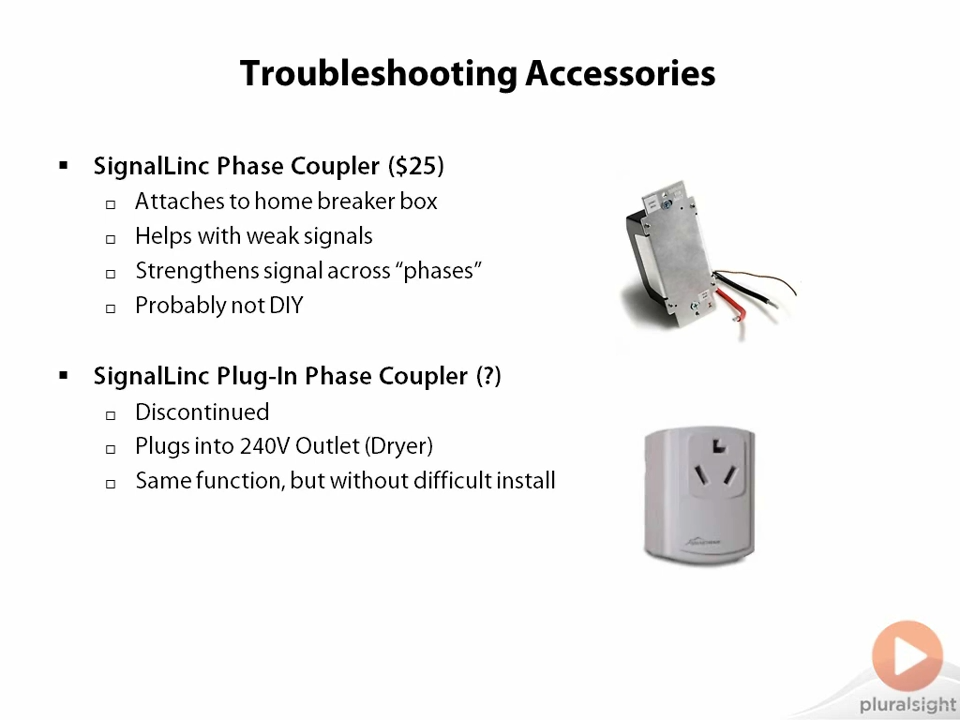 Troubleshooting Accessories
SignalLinc Phase Coupler ($25)
Attaches to home breaker box
Helps with weak signals
Strengthens signal across “phases”
Probably not DIY
SignalLinc Plug-In Phase Coupler (?)
Discontinued
Plugs into 240V Outlet (Dryer)
Same function, but without difficult install
pluralsight